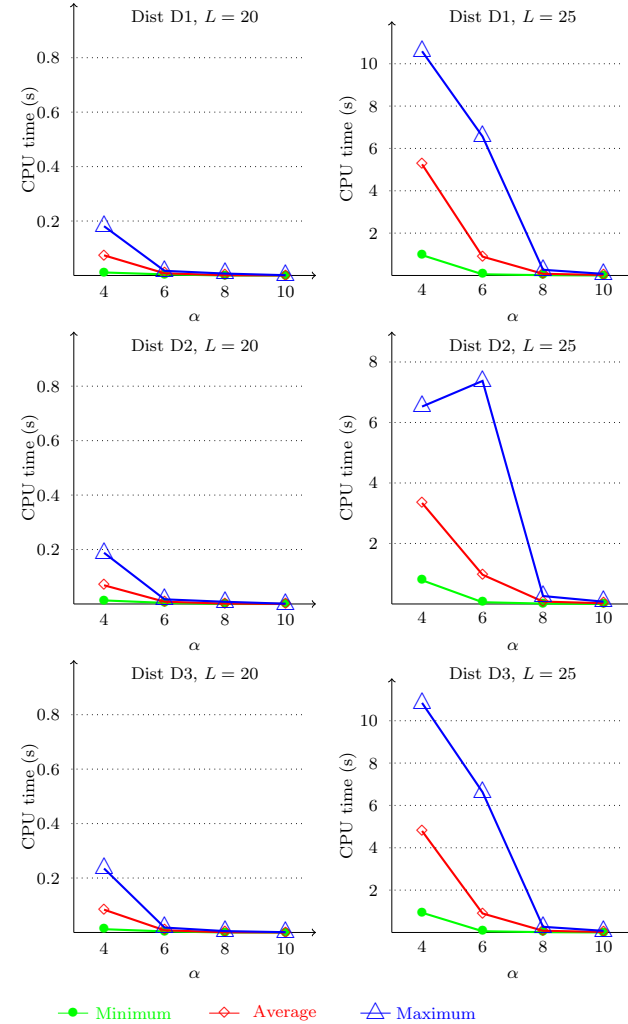 Dist D1, L = 20
CPU time (s)
0.8
0.6
0.4
0.2
4 6 8 10
α
Dist D1, L = 25
CPU time (s)
10
8
6
4
2
4 6 8 10
α
Dist D2, L = 20
CPU time (s)
0.8
0.6
0.4
0.2
4 6 8 10
α
Dist D2, L = 25
CPU time (s)
8
6
4
2
4 6 8 10
α
Dist D3, L = 20
CPU time (s)
0.8
0.6
0.4
0.2
4 6 8 10
α
Dist D3, L = 25
CPU time (s)
10
8
6
4
2
4 6 8 10
α
Minimum Average Maximum